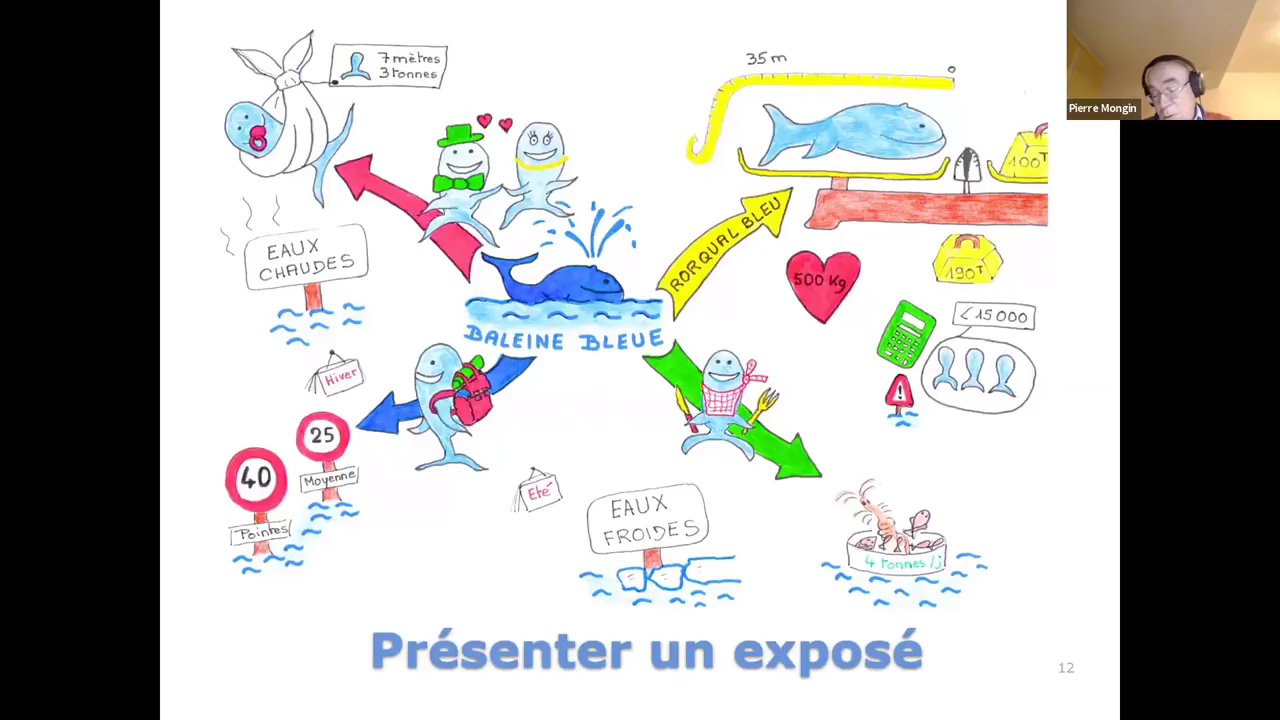 7 mètres
3 tonnes
35 m
Pierre Mongin
100T
RORQUAL BLEU
EAUX
CHAUDES
190T
500 Kg
< 15 000
BALEINE BLEUE
Hiver
25
Moyenne
40
Pointes
Eté
EAUX
FROIDES
4 tonnes /j
Présenter un exposé
12